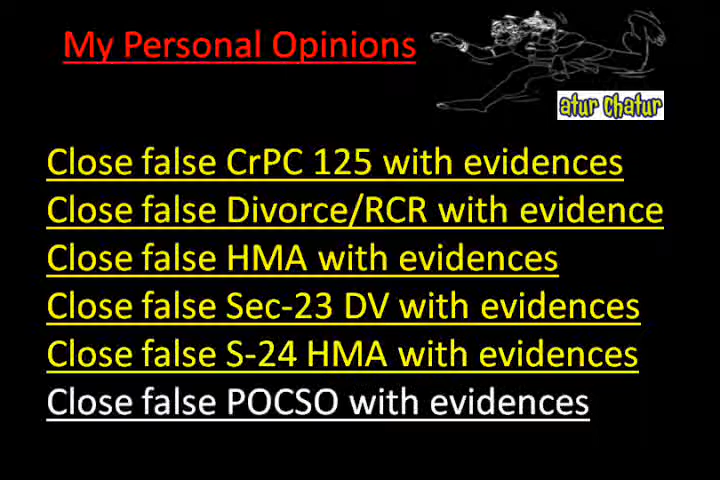 My Personal Opinions
atur Chatur
Close false CrPC 125 with evidences
Close false Divorce/RCR with evidence
Close false HMA with evidences
Close false Sec-23 DV with evidences
Close false S-24 HMA with evidences
Close false POCSO with evidences